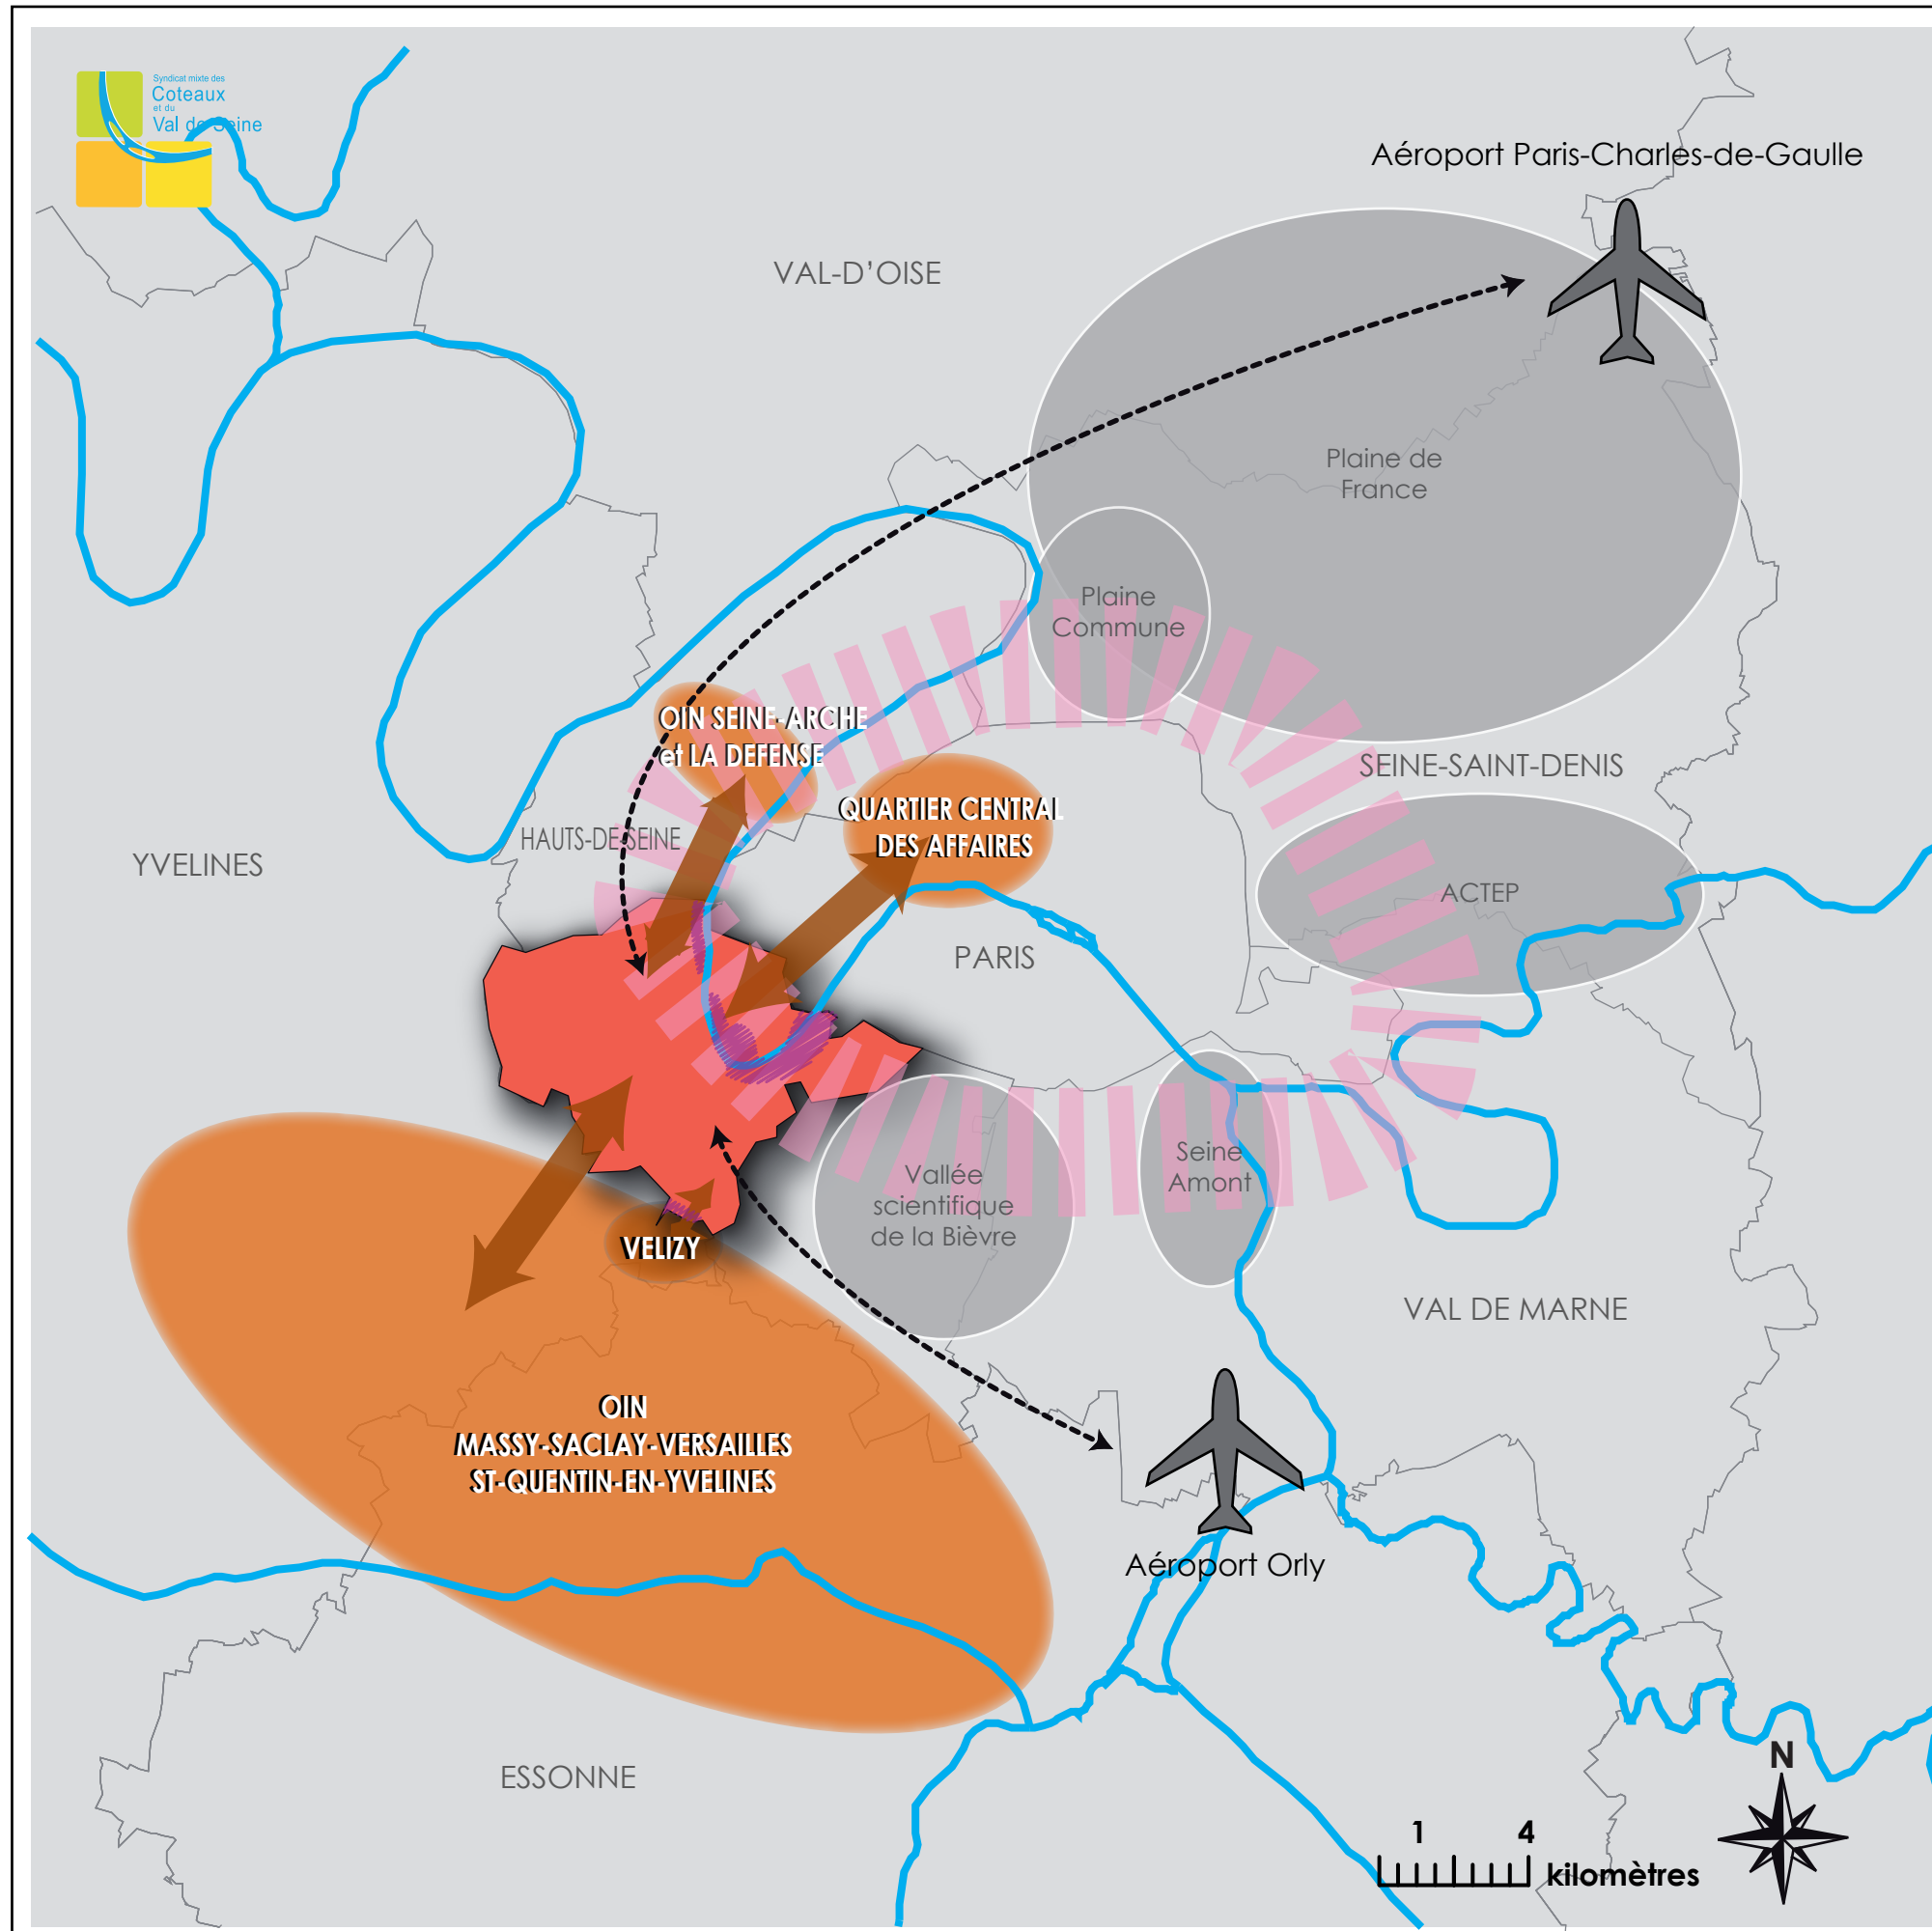 Syndicat mixte des
Coteaux
et du
Val de Seine
Aéroport Paris-Charles-de-Gaulle
VAL-D'OISE
Plaine de
France
Plaine
Commune
OIN SEINE-ARCHE
et LA DEFENSE
SEINE-SAINT-DENIS
QUARTIER CENTRAL
DES AFFAIRES
HAUTS-DE-SEINE
YVELINES
ACTEP
PARIS
Seine
Amont
Vallée
scientifique
de la Bièvre
VELIZY
VAL DE MARNE
OIN
MASSY-SACLAY-VERSAILLES
ST-QUENTIN-EN-YVELINES
Aéroport Orly
ESSONNE
N
1 4
kilomètres